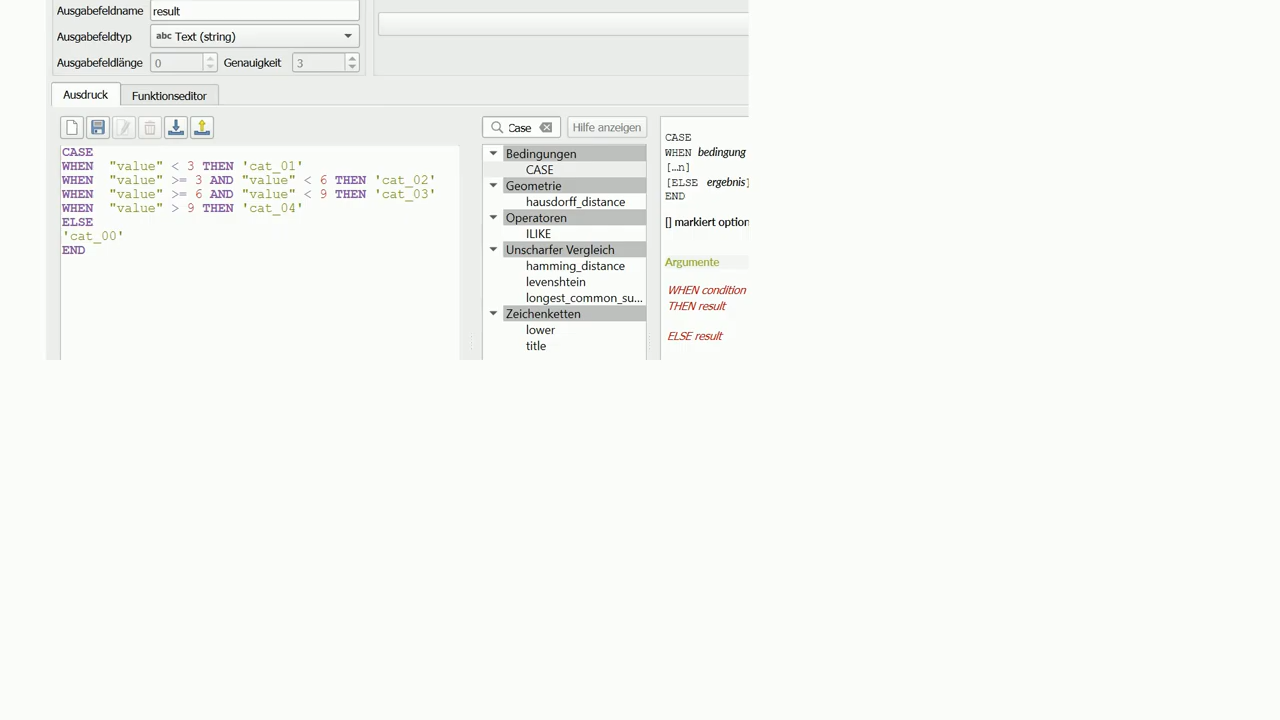 Ausgabefeldname result
Ausgabefeldtyp abc Text (string)
Ausgabefeldlänge 0 Genauigkeit 3
Ausdruck Funktionseditor
CASE
WHEN "value" < 3 THEN 'cat_01'
WHEN "value" >= 3 AND "value" < 6 THEN 'cat_02'
WHEN "value" >= 6 AND "value" < 9 THEN 'cat_03'
WHEN "value" > 9 THEN 'cat_04'
ELSE
'cat_00'
END
Case Hilfe anzeigen
Bedingungen
CASE
Geometrie
hausdorff_distance
Operatoren
ILIKE
Unscharfer Vergleich
hamming_distance
levenshtein
longest_common_su...
Zeichenketten
lower
title
CASE
WHEN bedingung
[…n]
[ELSE ergebnis]
END
[] markiert option
Argumente
WHEN condition
THEN result
ELSE result